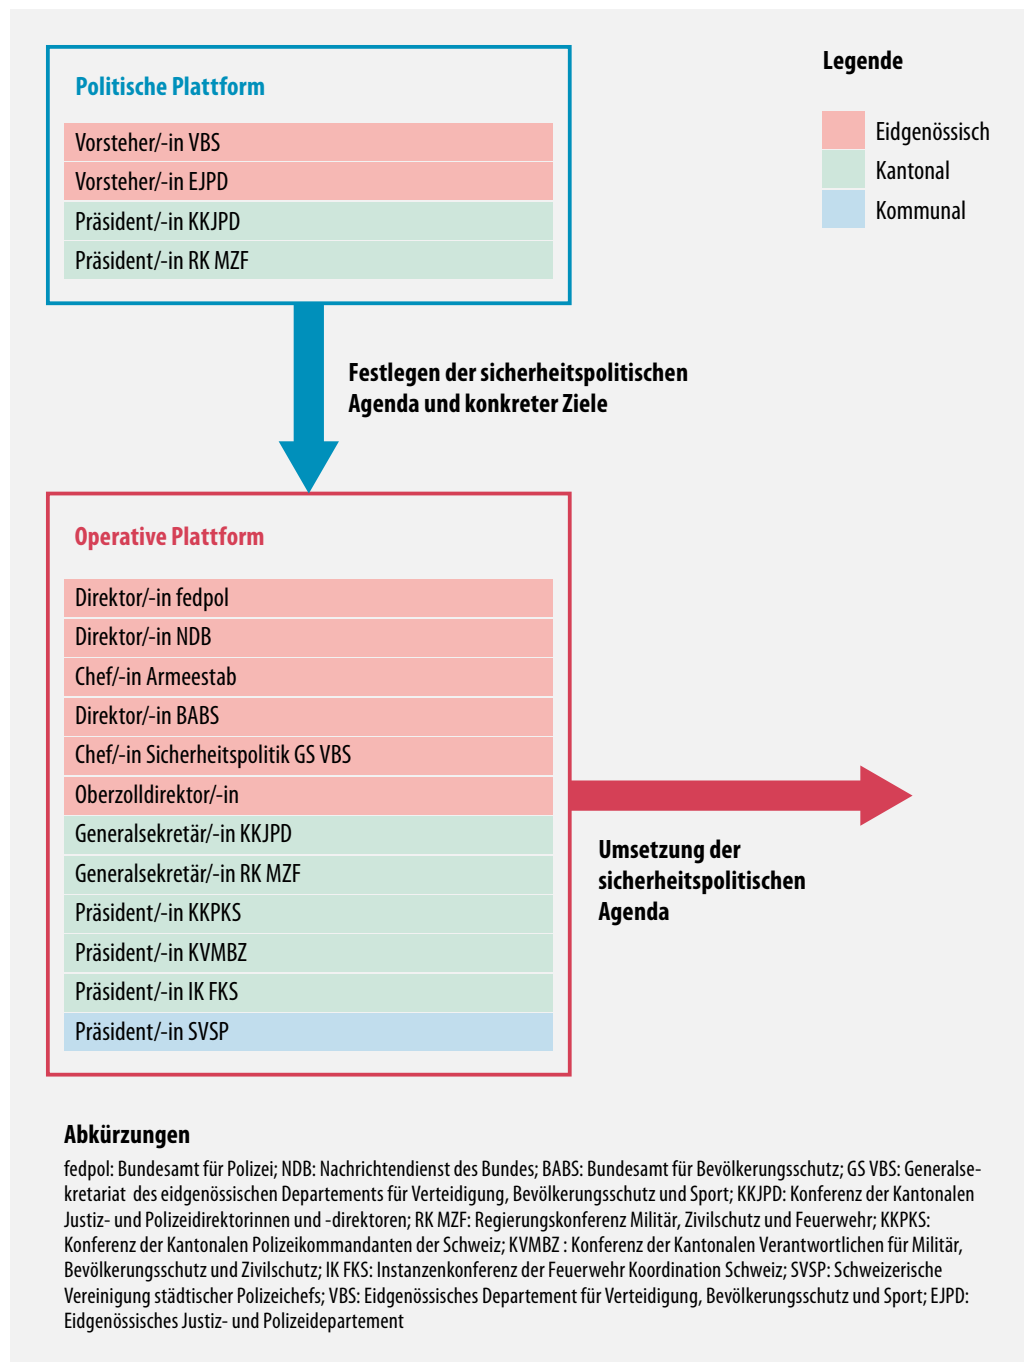 Politische Plattform
Vorsteher/-in VBS
Vorsteher/-in EJPD
Präsident/-in KKJPD
Präsident/-in RK MZF
Legende
Eidgenössisch
Kantonal
Kommunal
Festlegen der sicherheitspolitischen
Agenda und konkreter Ziele
Operative Plattform
Direktor/-in fedpol
Direktor/-in NDB
Chef/-in Armeestab
Direktor/-in BABS
Chef/-in Sicherheitspolitik GS VBS
Oberzolldirektor/-in
Generalsekretär/-in KKJPD
Generalsekretär/-in RK MZF
Präsident/-in KKPKS
Präsident/-in KVMBZ
Präsident/-in IK FKS
Präsident/-in SVSP
Umsetzung der
sicherheitspolitischen
Agenda
Abkürzungen
fedpol: Bundesamt für Polizei; NDB: Nachrichtendienst des Bundes; BABS: Bundesamt für Bevölkerungsschutz; GS VBS: Generalse-
kretariat des eidgenössischen Departements für Verteidigung, Bevölkerungsschutz und Sport; KKJPD: Konferenz der Kantonalen
Justiz- und Polizeidirektorinnen und -direktoren; RK MZF: Regierungskonferenz Militär, Zivilschutz und Feuerwehr; KKPKS:
Konferenz der Kantonalen Polizeikommandanten der Schweiz; KVMBZ : Konferenz der Kantonalen Verantwortlichen für Militär,
Bevölkerungsschutz und Zivilschutz; IK FKS: Instanzenkonferenz der Feuerwehr Koordination Schweiz; SVSP: Schweizerische
Vereinigung städtischer Polizeichefs; VBS: Eidgenössisches Departement für Verteidigung, Bevölkerungsschutz und Sport; EJPD:
Eidgenössisches Justiz- und Polizeidepartement